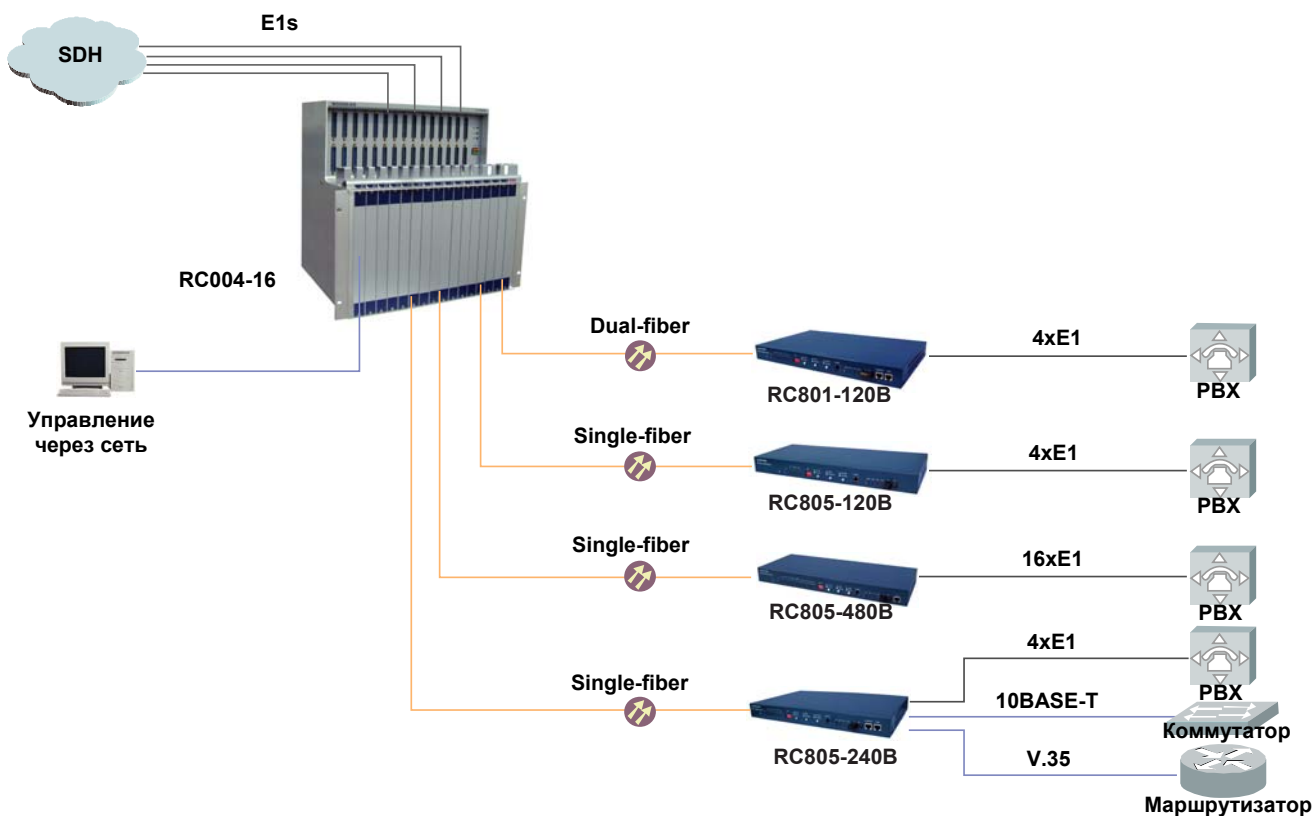 E1s
SDH
RC004-16
Управление
через сеть
Dual-fiber
RC801-120B
4xE1
PBX
Single-fiber
RC805-120B
4xE1
PBX
Single-fiber
RC805-480B
16xE1
PBX
Single-fiber
RC805-240B
4xE1
PBX
10BASE-T
Коммутатор
V.35
Маршрутизатор